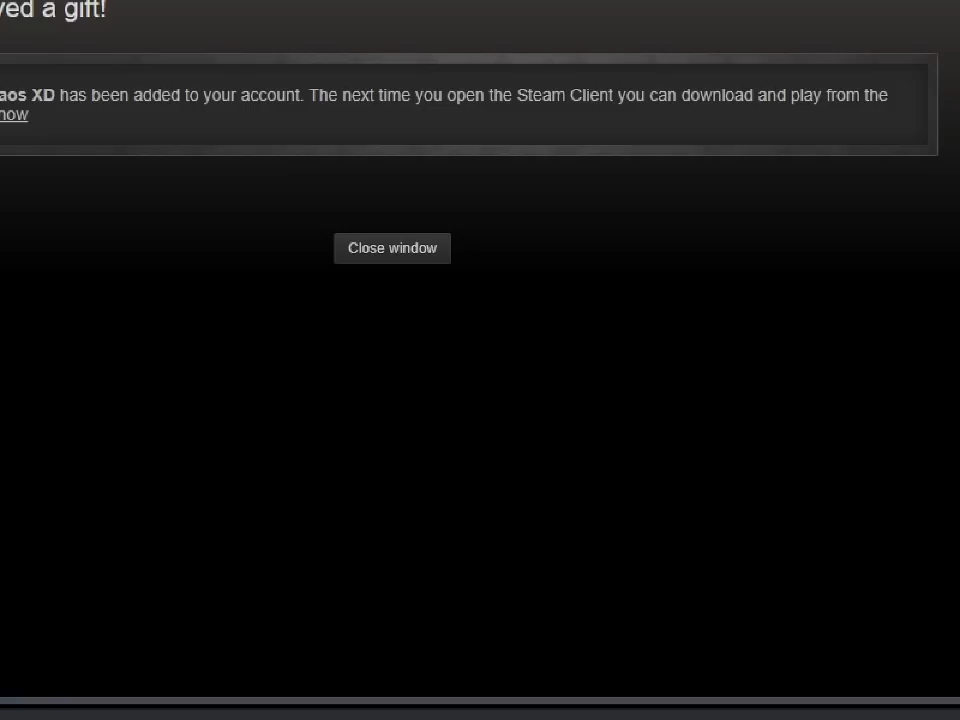 ved a gift!
aos XD has been added to your account. The next time you open the Steam Client you can download and play from the
now
Close window